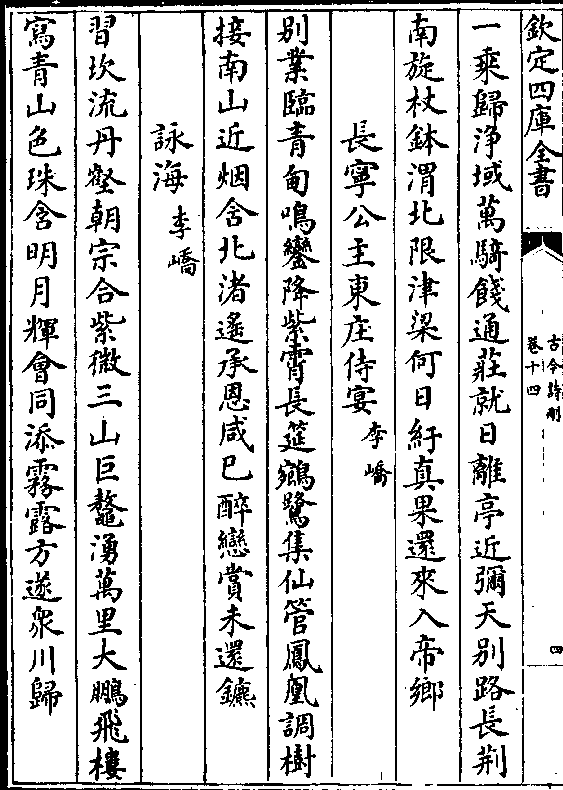 欽定四庫全書
古今詩刪
卷十四
四
一乘歸浄域萬騎餞通莊就日離亭近彌天别路長荆
南旋杖鉢渭北限津梁何日紆真果還來入帝鄉
長寧公主東庄侍宴 李嶠
别業臨青甸鳴鑾降紫霄長筵鵷鷺集仙管鳳凰調樹
接南山近烟含北渚遥承恩咸已醉戀賞未還鑣
詠海 李嶠
習坎流丹壑朝宗合紫微三山巨鼇湧萬里大鵬飛樓
寫青山色珠含明月輝會同添霧露方遂衆川歸